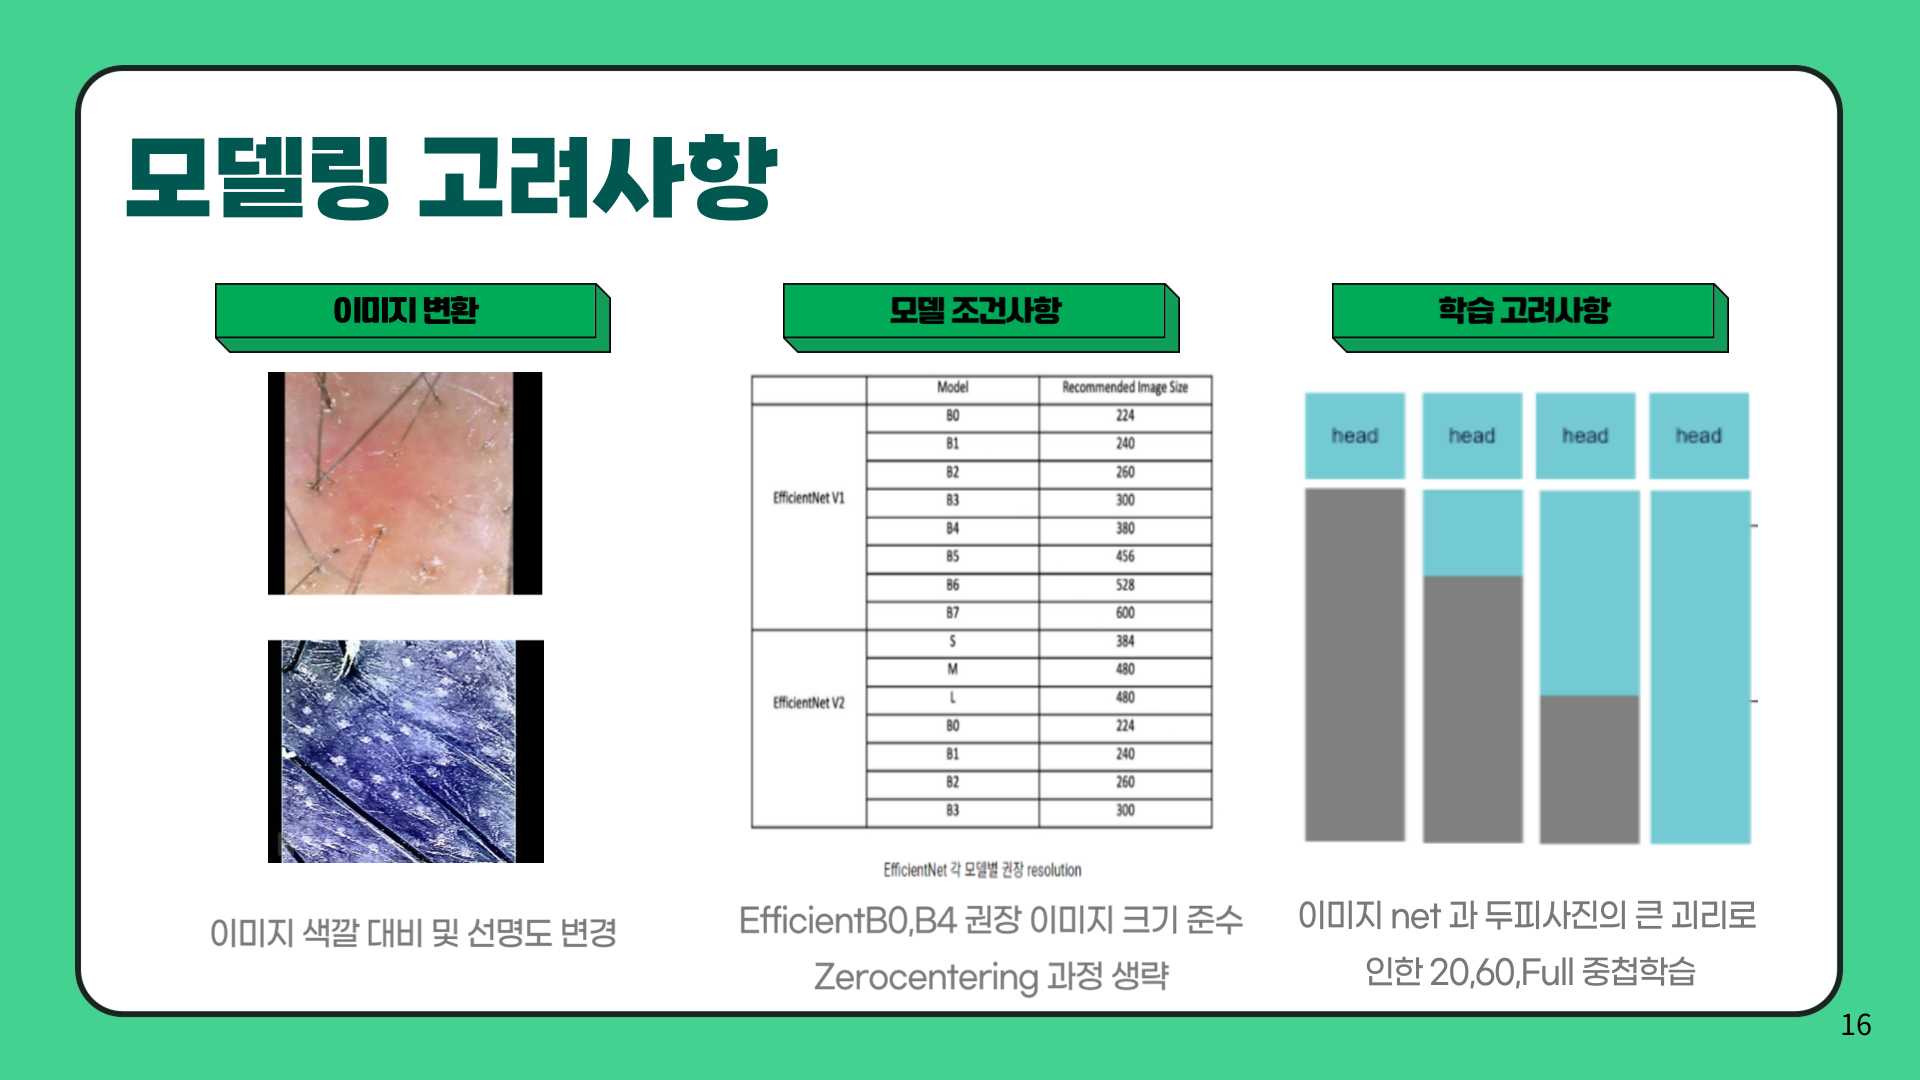 모델링 고려사항
이미지 변환
이미지 색깔 대비 및 선명도 변경
모델 조건사항
Model Recommended Image Size
EfficientNet V1
B0 224
B1 240
B2 260
B3 300
B4 380
B5 456
B6 528
B7 600
EfficientNet V2
S 384
M 480
L 480
B0 224
B1 240
B2 260
B3 300
EfficientNet 각 모델별 권장 resolution
EfficientB0,B4 권장 이미지 크기 준수
Zerocentering 과정 생략
학습 고려사항
head head head head
이미지 net 과 두피사진의 큰 괴리로
인한 20,60,Full 중첩학습
16